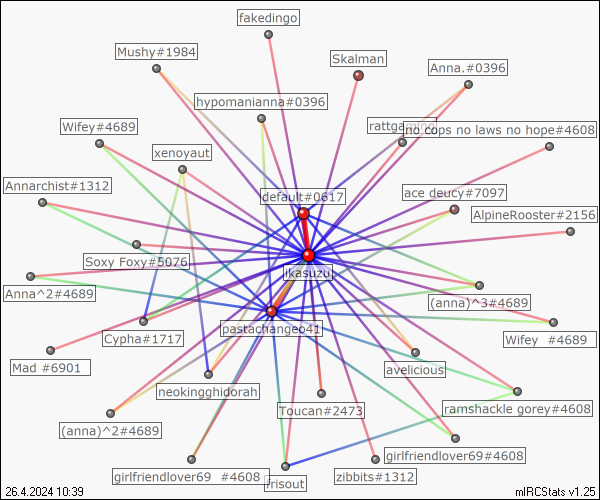 fakedingo
Mushy#1984
Skalman
Anna.#0396
hypomanianna#0396
Wifey#4689
no cops no laws no hope#4608
xenoyaut
Annarchist#1312
default#0617
ace deucy#7097
AlpineRooster#2156
Soxy Foxy#5076
ikasuzu
Anna^2#4689
(anna)^3#4689
pastachangeo41
Cypha#1717
Wifey #4689
Mad #6901
avelicious
neokingghidorah
Toucan#2473
ramshackle gorey#4608
(anna)^2#4689
girlfriendlover69#4608
girlfriendlover69 #4608
frisout
zibbits#1312
26.4.2024 10:39
mIRCStats v1.25